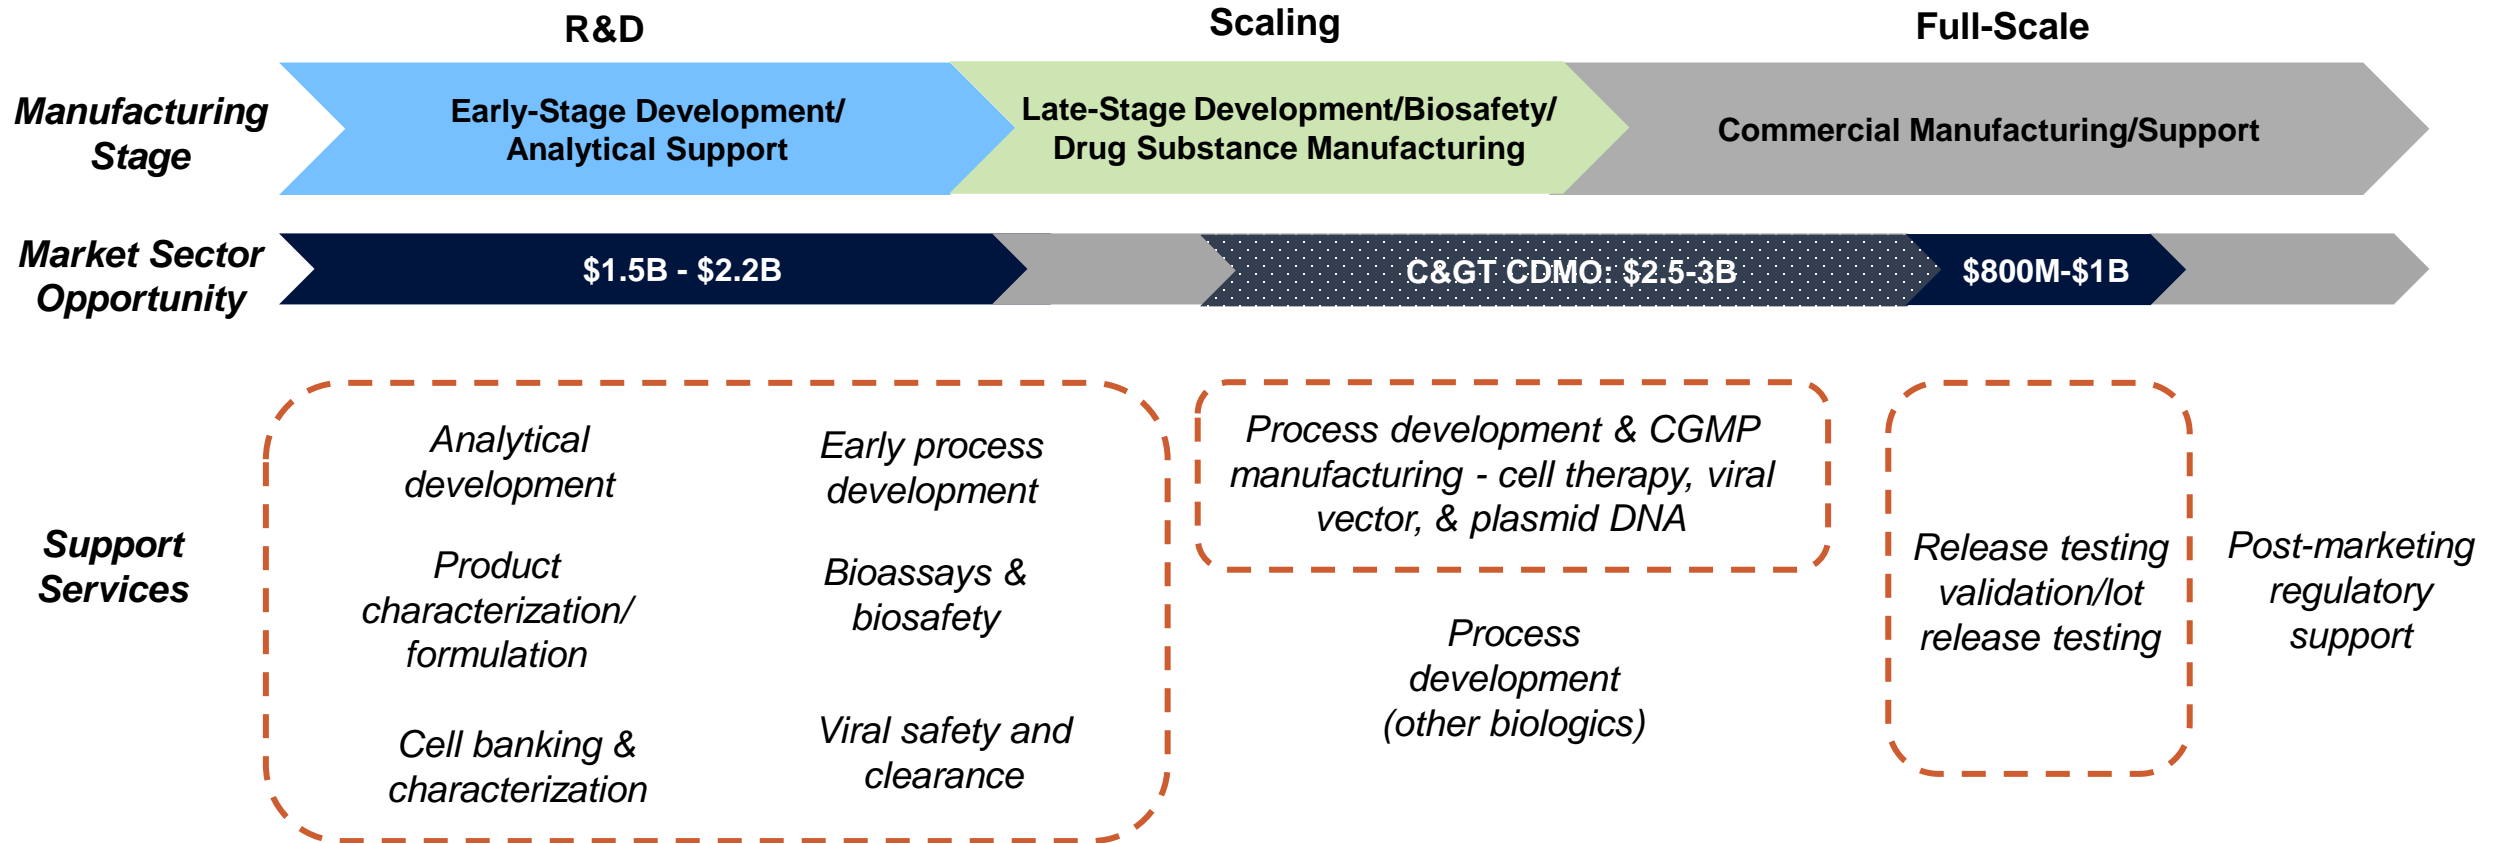 R&D
Scaling
Full-Scale
Manufacturing
Stage
Early-Stage Development/
Analytical Support
Late-Stage Development/Biosafety/
Drug Substance Manufacturing
Commercial Manufacturing/Support
Market Sector
Opportunity
$1.5B - $2.2B
C&GT CDMO: $2.5-3B
$800M-$1B
Support
Services
Analytical
development
Early process
development
Product
characterization/
formulation
Bioassays &
biosafety
Cell banking &
characterization
Viral safety and
clearance
Process development & CGMP
manufacturing - cell therapy, viral
vector, & plasmid DNA
Process
development
(other biologics)
Release testing
validation/lot
release testing
Post-marketing
regulatory
support